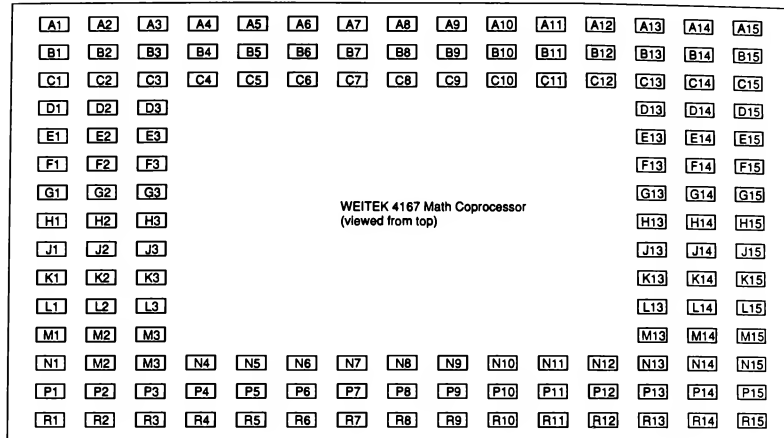 A1 A2 A3 A4 A5 A6 A7 A8 A9 A10 A11 A12 A13 A14 A15
B1 B2 B3 B4 B5 B6 B7 B8 B9 B10 B11 B12 B13 B14 B15
C1 C2 C3 C4 C5 C6 C7 C8 C9 C10 C11 C12 C13 C14 C15
D1 D2 D3 D13 D14 D15
E1 E2 E3 E13 E14 E15
F1 F2 F3 F13 F14 F15
G1 G2 G3 G13 G14 G15
WEITEK 4167 Math Coprocessor
(viewed from top)
H1 H2 H3 H13 H14 H15
J1 J2 J3 J13 J14 J15
K1 K2 K3 K13 K14 K15
L1 L2 L3 L13 L14 L15
M1 M2 M3 M13 M14 M15
N1 M2 M3 N4 N5 N6 N7 N8 N9 N10 N11 N12 N13 N14 N15
P1 P2 P3 P4 P5 P6 P7 P8 P9 P10 P11 P12 P13 P14 P15
R1 R2 R3 R4 R5 R6 R7 R8 R9 R10 R11 R12 R13 R14 R15